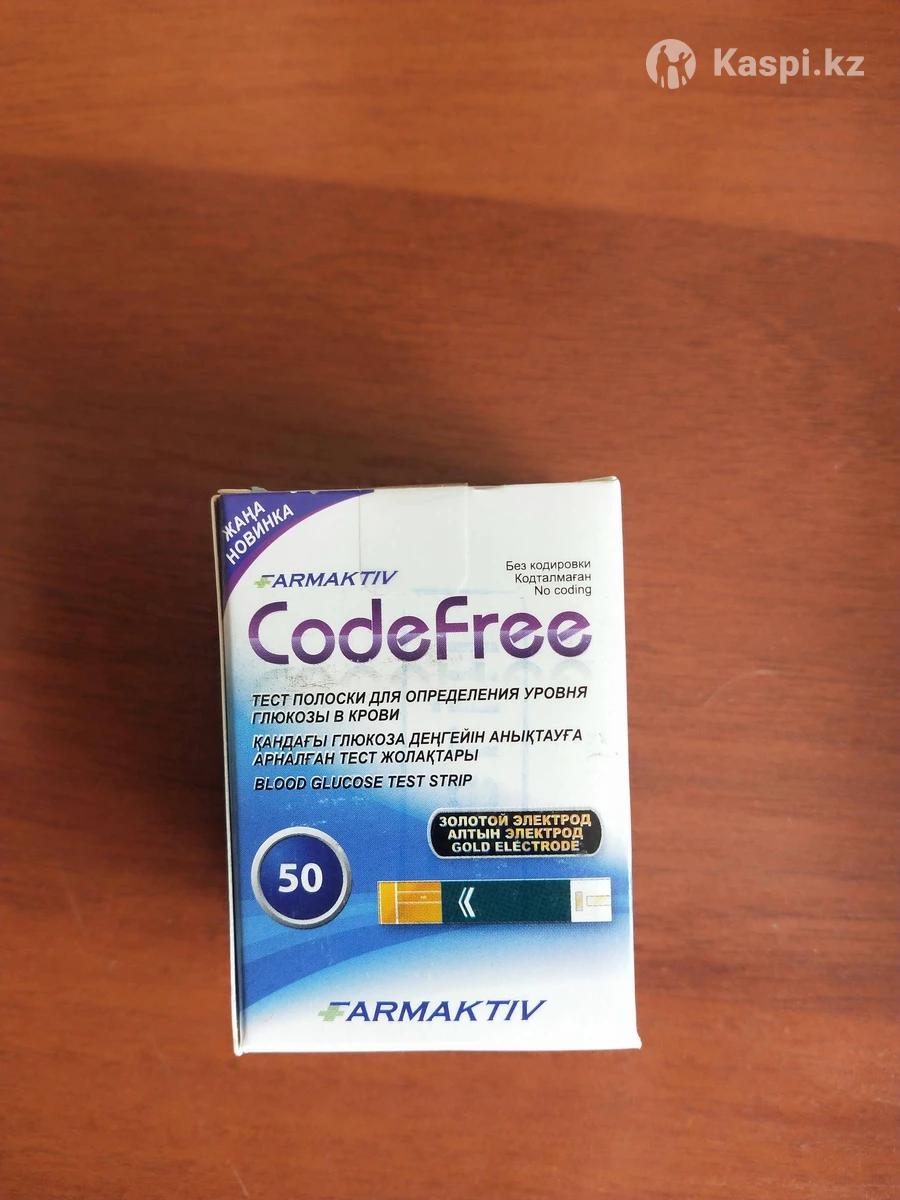 Kaspi.kz
ЖАҢА
НОВИНКА
FARMAKTIV
Без кодировки
Кодталмаған
No coding
CodeFree
ТЕСТ ПОЛОСКИ ДЛЯ ОПРЕДЕЛЕНИЯ УРОВНЯ
ГЛЮКОЗЫ В КРОВИ
ҚАНДАҒЫ ГЛЮКОЗА ДЕҢГЕЙІН АНЫҚТАУҒА
АРНАЛҒАН ТЕСТ ЖОЛАҚТАРЫ
BLOOD GLUCOSE TEST STRIP
ЗОЛОТОЙ ЭЛЕКТРОД
АЛТЫН ЭЛЕКТРОД
GOLD ELECTRODE
50
FARMAKTIV